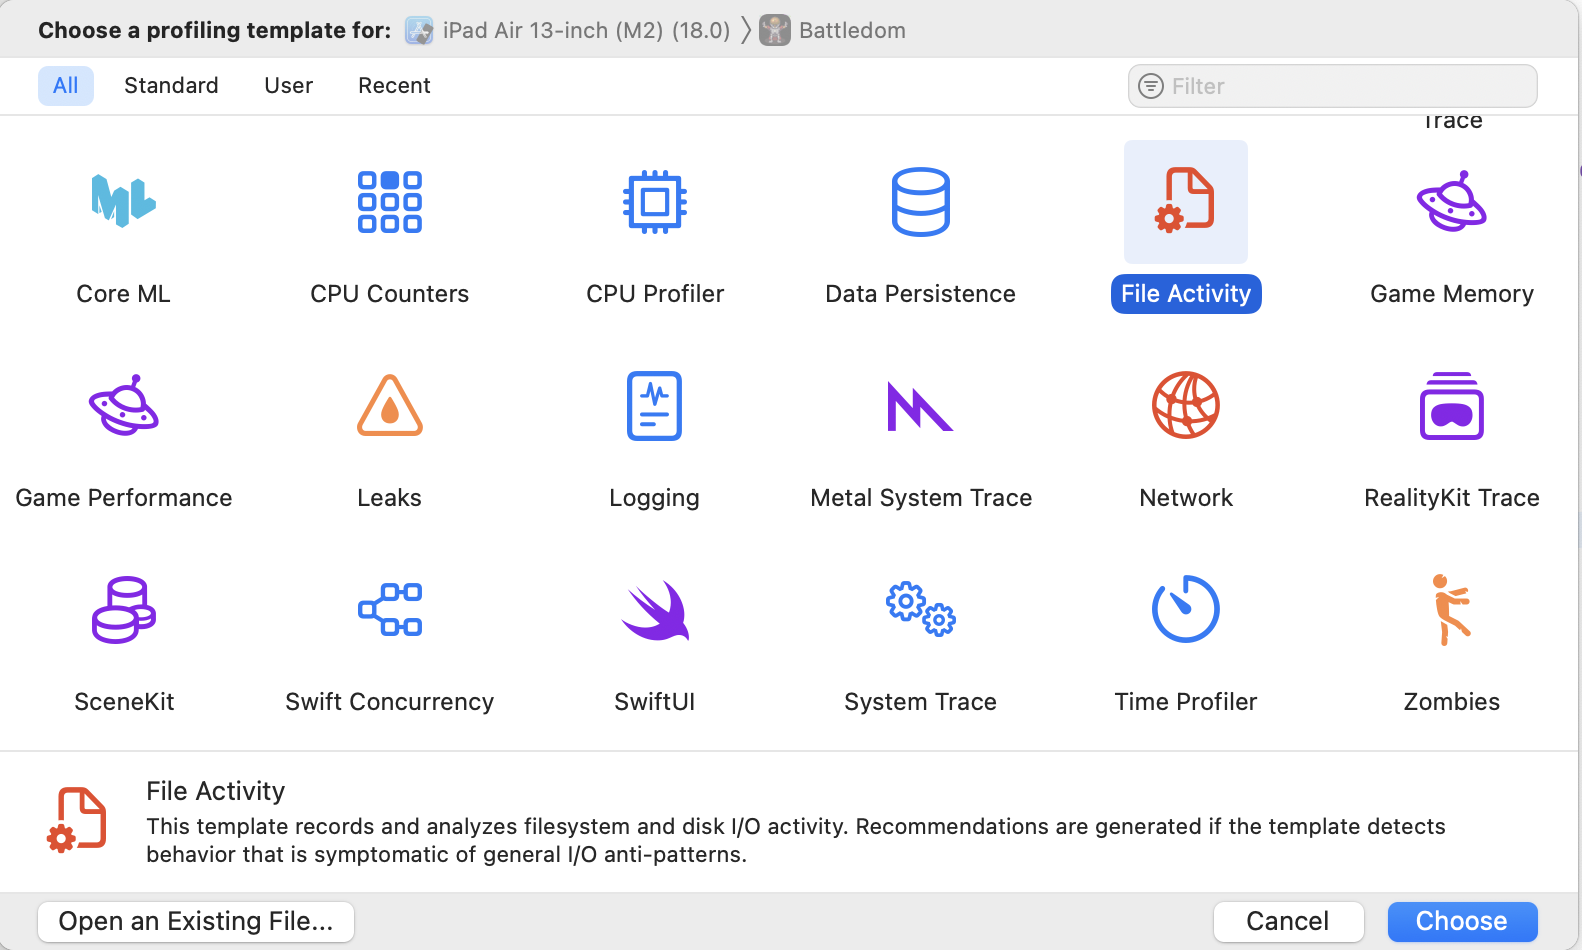 Choose a profiling template for: iPad Air 13-inch (M2) (18.0) Battledom
All Standard User Recent Filter
Trace
ML
Core ML CPU Counters CPU Profiler Data Persistence File Activity Game Memory
Game Performance Leaks Logging Metal System Trace Network RealityKit Trace
SceneKit Swift Concurrency SwiftUI System Trace Time Profiler Zombies
File Activity
This template records and analyzes filesystem and disk I/O activity. Recommendations are generated if the template detects
behavior that is symptomatic of general I/O anti-patterns.
Open an Existing File... Cancel Choose